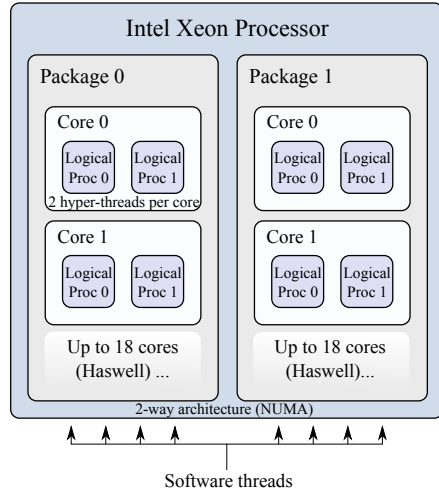 Intel Xeon Processor
Package 0
Core 0
Logical
Proc 0
Logical
Proc 1
2 hyper-threads per core
Core 1
Logical
Proc 0
Logical
Proc 1
Up to 18 cores
(Haswell) ...
Package 1
Core 0
Logical
Proc 0
Logical
Proc 1
Core 1
Logical
Proc 0
Logical
Proc 1
Up to 18 cores
(Haswell)...
2-way architecture (NUMA)
Software threads